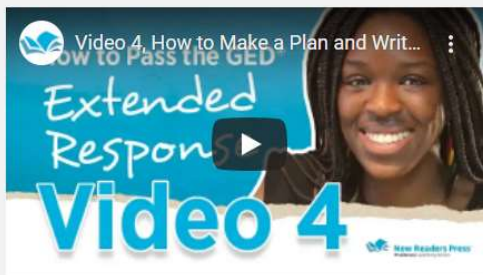 Video 4, How to Make a Plan and Writ...
How to Pass the GED
Extended
Response
Video 4
New Readers Press